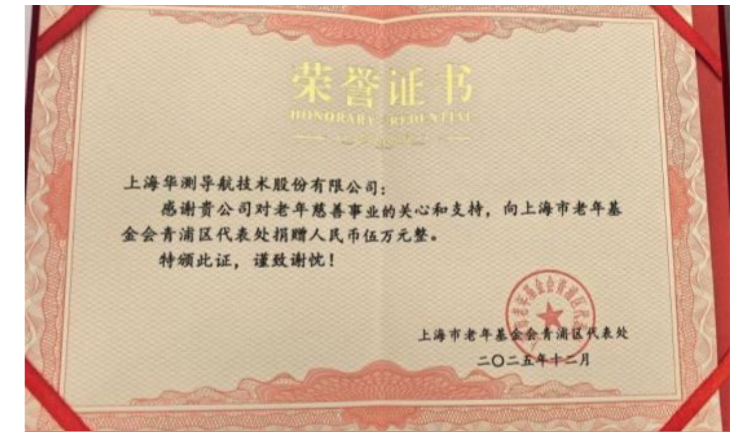 荣誉证书
HONORARY CREDENTIAL
上海华测导航技术股份有限公司：
感谢贵公司对老年慈善事业的关心和支持，向上海市老年基
金会青浦区代表处捐赠人民币伍万元整。
特颁此证，谨致谢忱！
上海市老年基金会青浦区代表处
二〇二五年十二月